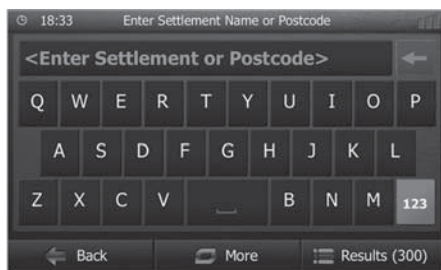 18:33 Enter Settlement Name or Postcode
<Enter Settlement or Postcode>
Q W E R T Y U I O P
A S D F G H J K L
Z X C V B N M 123
Back More Results (300)